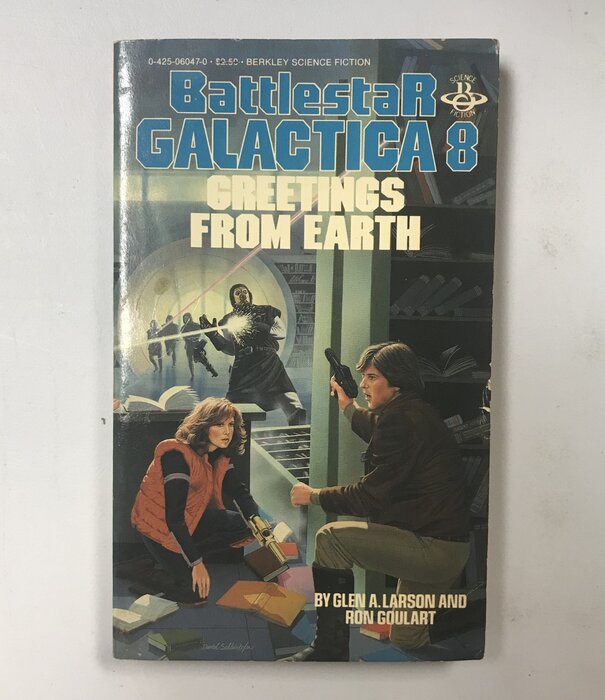 0-425-06047-0 • $2.50 • BERKLEY SCIENCE FICTION
BattlestaR
GALACTICA 8
SCIENCE
B
FICTION
GREETINGS
FROM EARTH
BY GLEN A. LARSON AND
RON GOULART